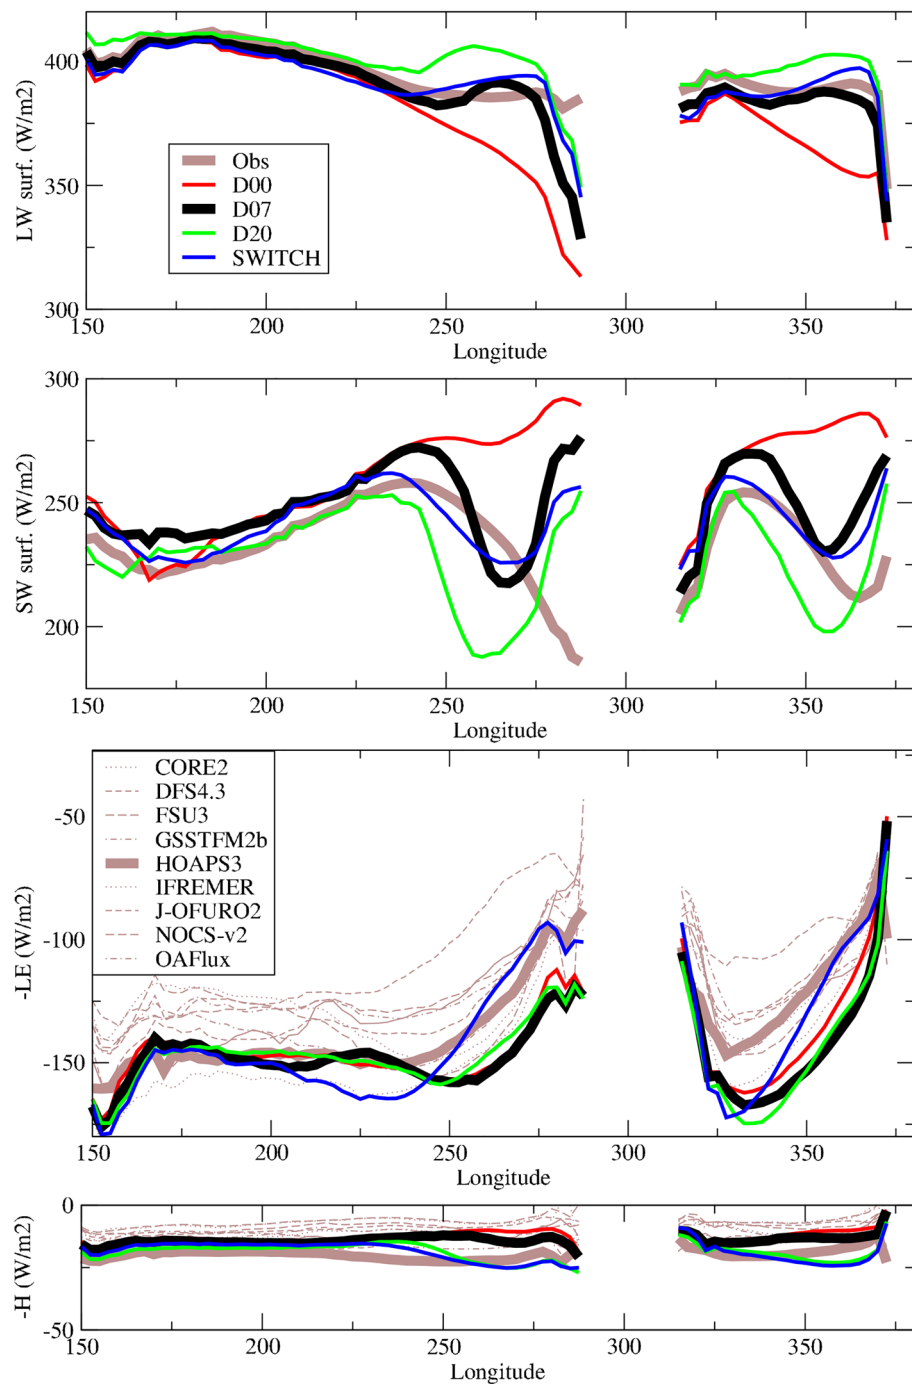 400
350
300
LW surf. (W/m2)
Obs
D00
D07
D20
SWITCH
150 200 250 300 350
Longitude
300
250
200
SW surf. (W/m2)
150 200 250 300 350
Longitude
CORE2
DFS4.3
FSU3
GSSTFM2b
HOAPS3
IFREMER
J-OFURO2
NOCS-v2
OAFlux
-50
-100
-150
-LE (W/m2)
150 200 250 300 350
Longitude
0
-50
-H (W/m2)
150 200 250 300 350
Longitude